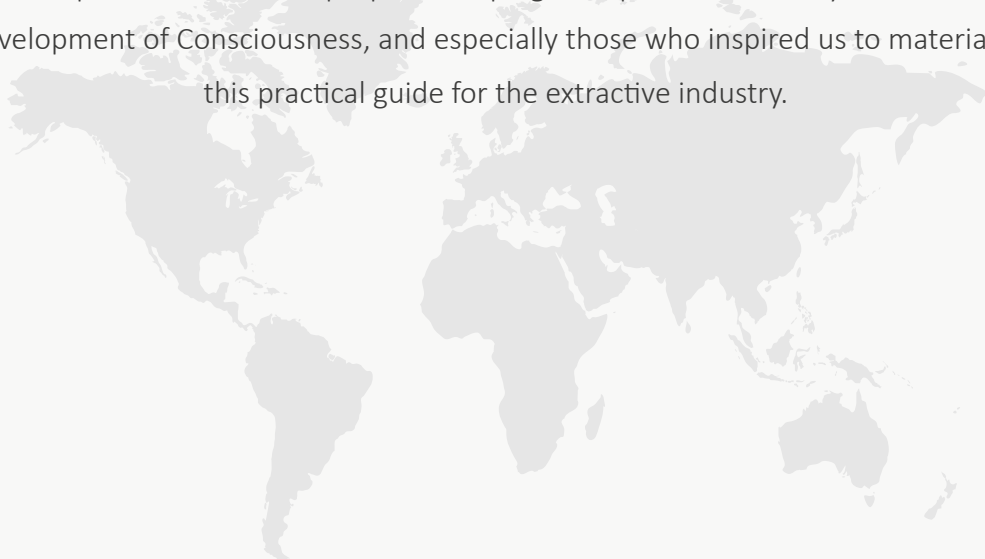 velopment of Consciousness, and especially those who inspired us to materia
this practical guide for the extractive industry.